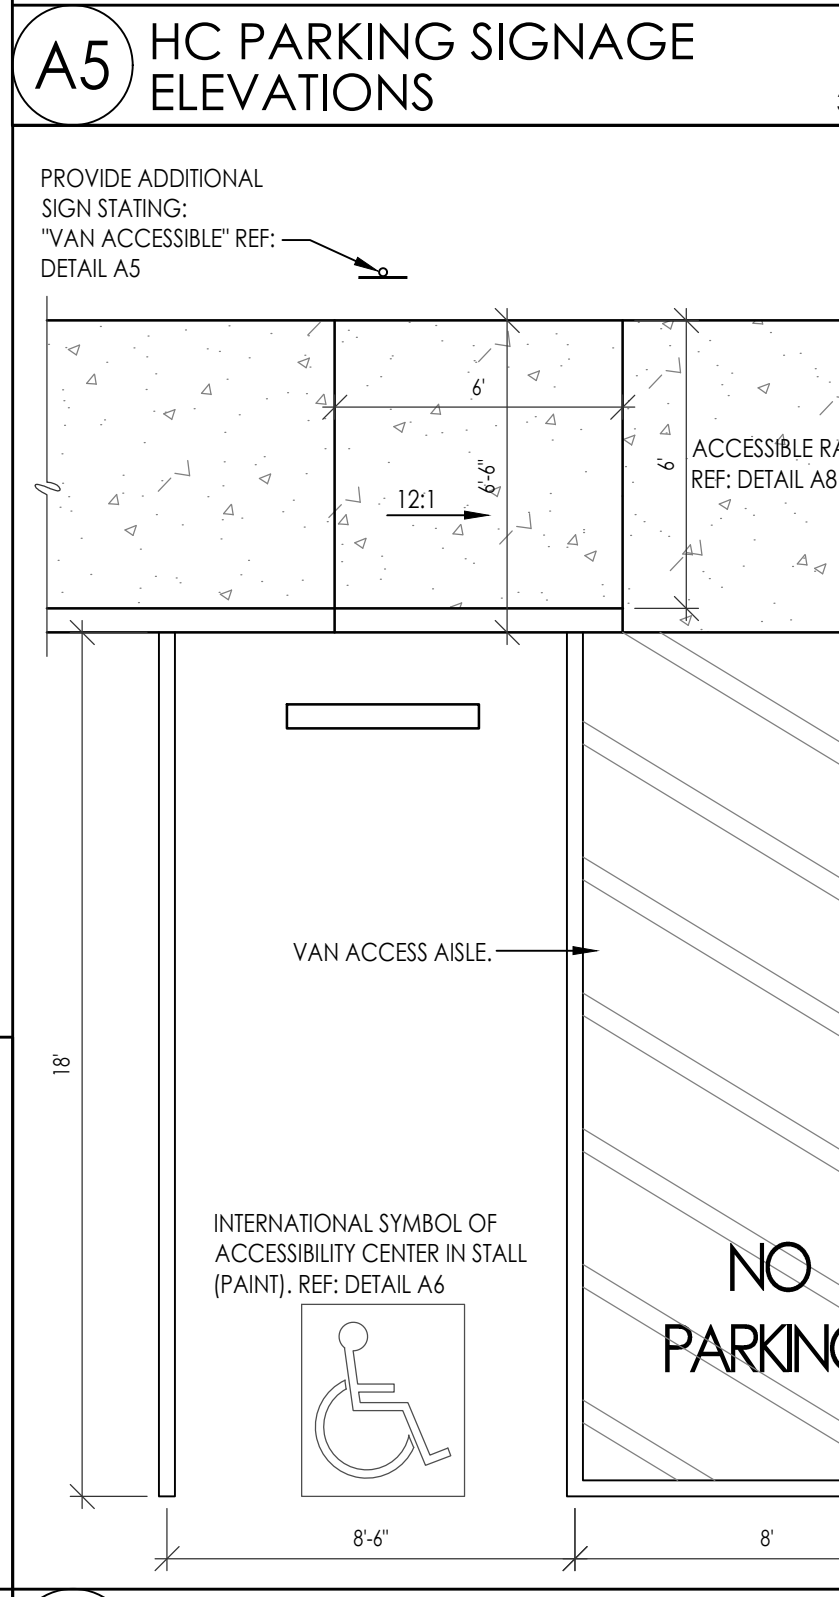 A5
HC PARKING SIGNAGE
ELEVATIONS
PROVIDE ADDITIONAL
SIGN STATING:
"VAN ACCESSIBLE" REF:
DETAIL A5
6'
6'-6"
12:1
6'
ACCESSIBLE
REF: DETAIL A8
VAN ACCESS AISLE.
18'
INTERNATIONAL SYMBOL OF
ACCESSIBILITY CENTER IN STALL
(PAINT). REF: DETAIL A6
NO
PARKING
8'-6"
8'